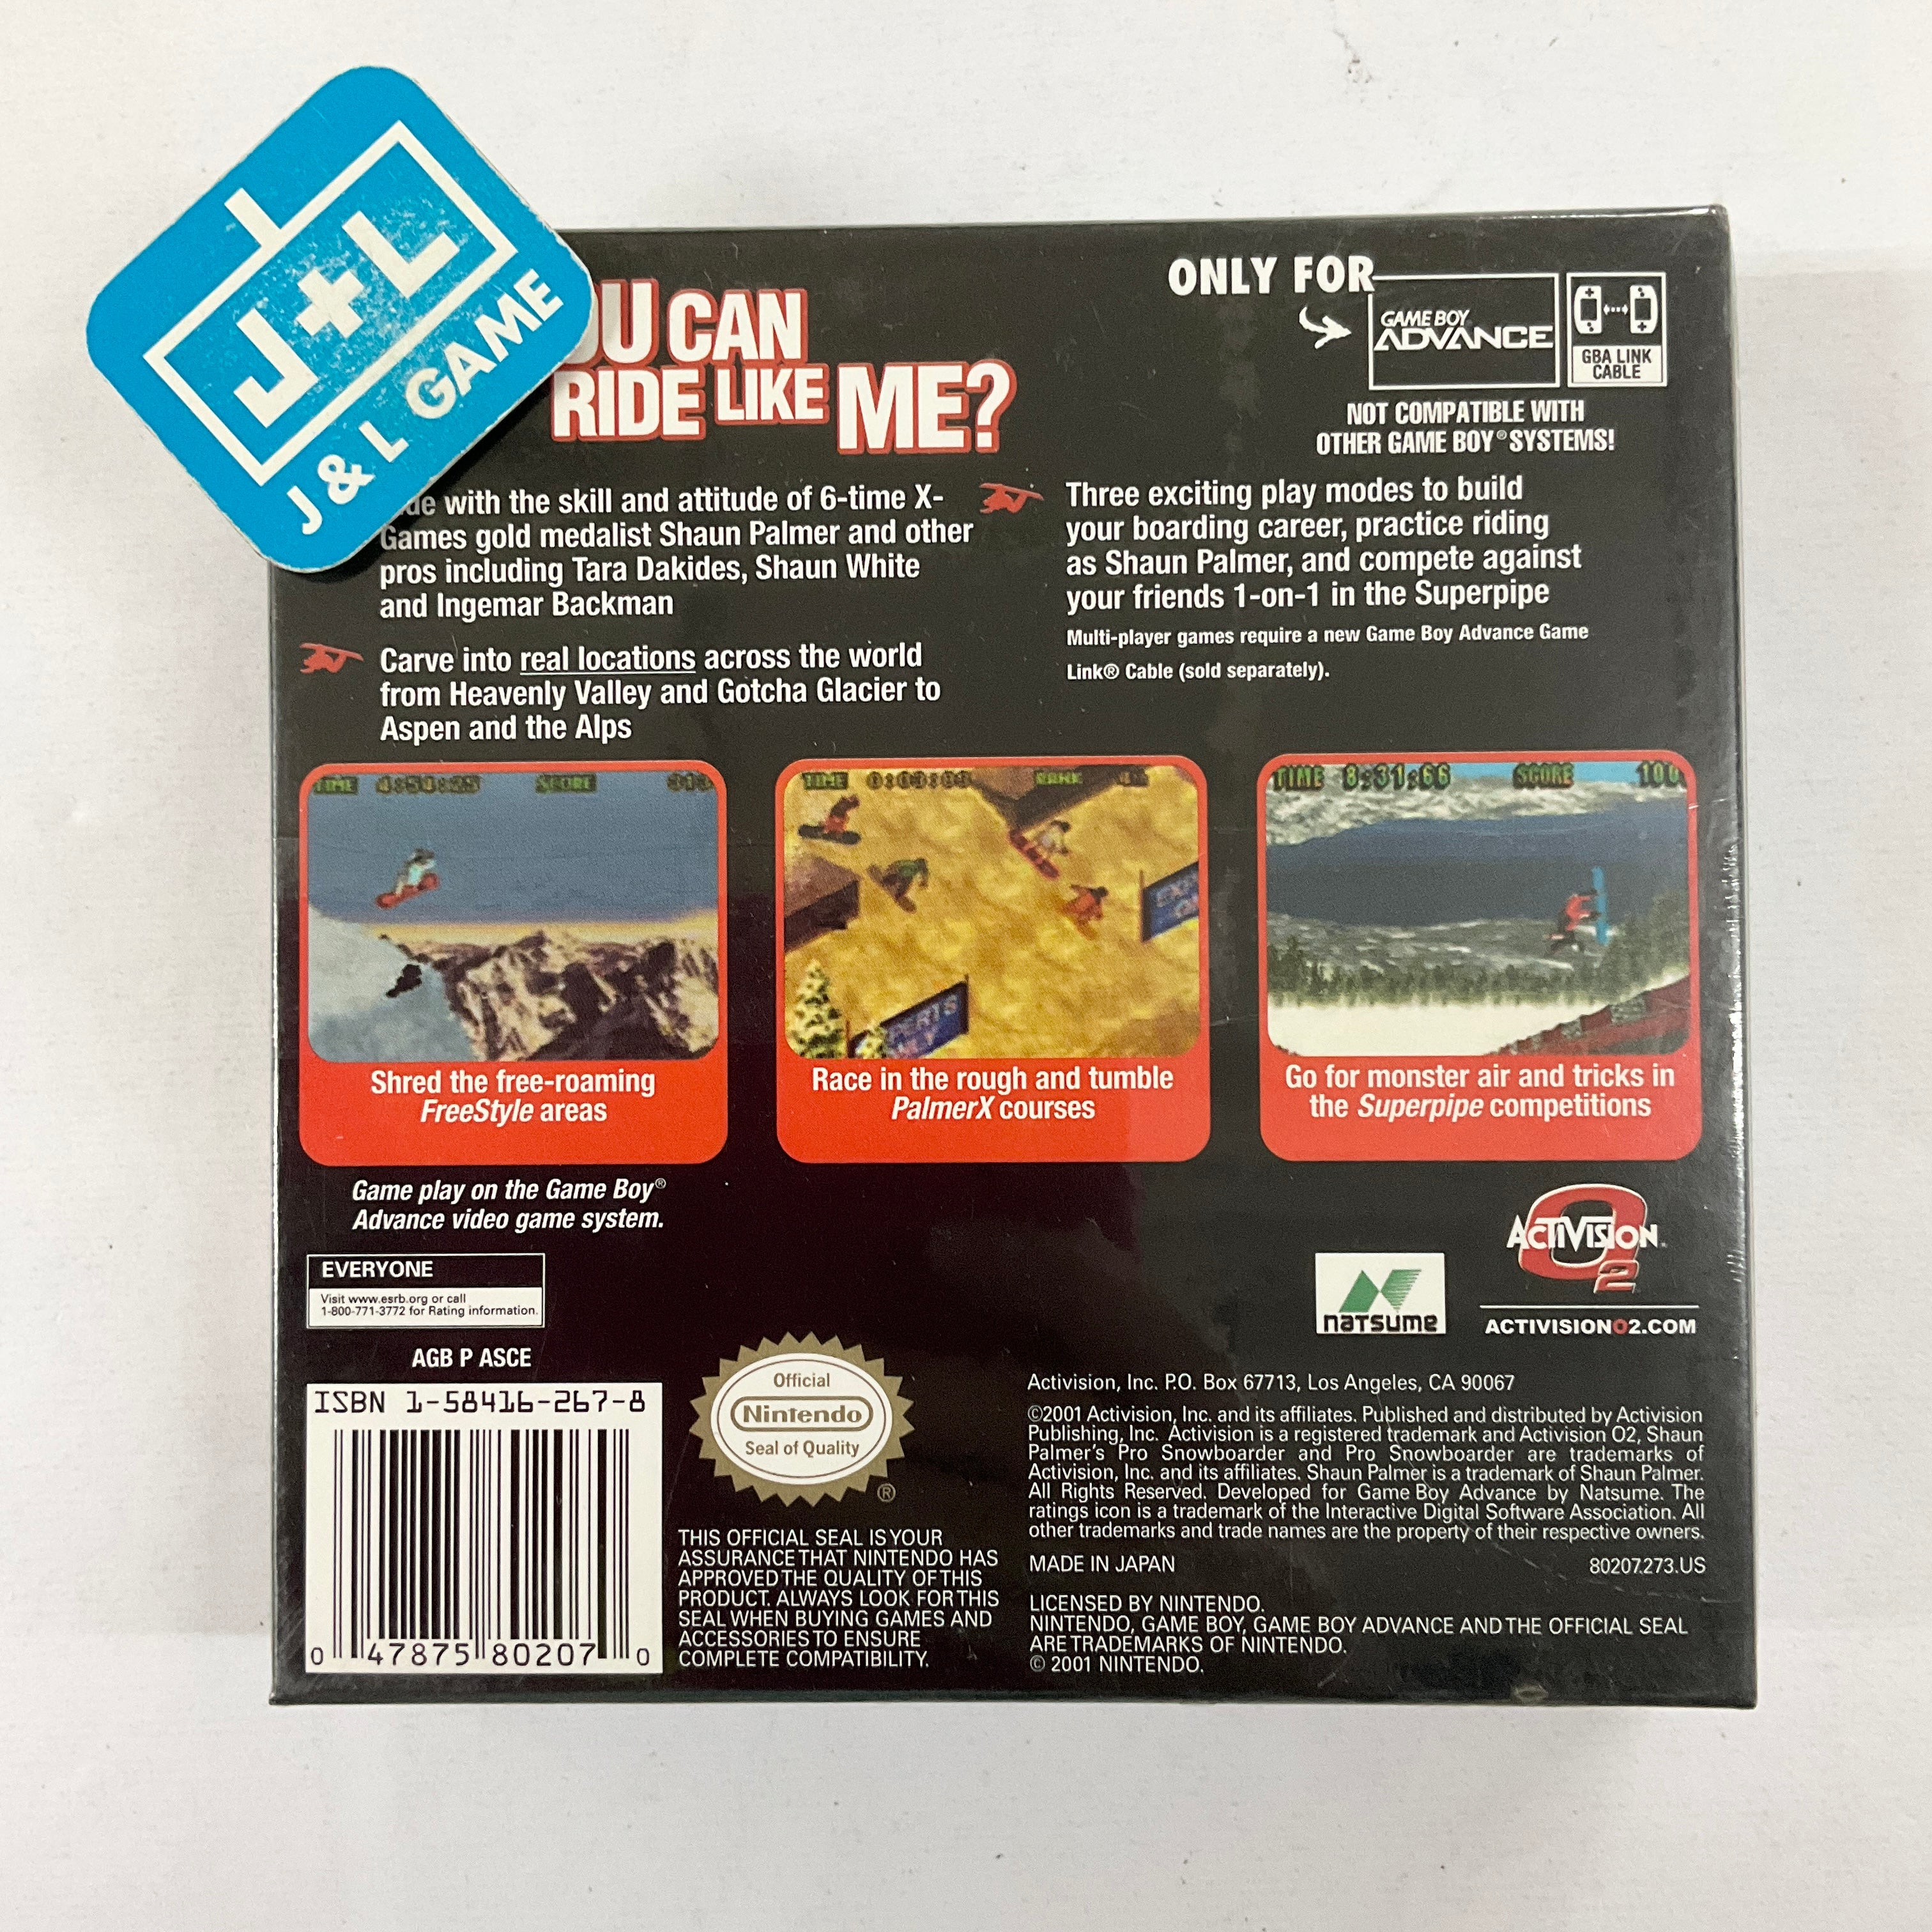 J+L
J & L GAME
OU CAN
RIDE LIKE ME?
ONLY FOR
GAME BOY
ADVANCE
GBA LINK
CABLE
NOT COMPATIBLE WITH
OTHER GAME BOY® SYSTEMS!
with the skill and attitude of 6-time X-
Games gold medalist Shaun Palmer and other
pros including Tara Dakides, Shaun White
and Ingemar Backman
Carve into real locations across the world
from Heavenly Valley and Gotcha Glacier to
Aspen and the Alps
Three exciting play modes to build
your boarding career, practice riding
as Shaun Palmer, and compete against
your friends 1-on-1 in the Superpipe
Multi-player games require a new Game Boy Advance Game
Link® Cable (sold separately).
TIME 4:54:25 SCORE
TIME 0:03:03 RANK
TIME 8:31:66 SCORE 100
Shred the free-roaming
FreeStyle areas
Race in the rough and tumble
PalmerX courses
Go for monster air and tricks in
the Superpipe competitions
Game play on the Game Boy®
Advance video game system.
EVERYONE
Visit www.esrb.org or call
1-800-771-3772 for Rating information.
AGB P ASCE
ISBN 1-58416-267-8
0 47875 80207 0
Official
Nintendo
Seal of Quality
®
THIS OFFICIAL SEAL IS YOUR
ASSURANCE THAT NINTENDO HAS
APPROVED THE QUALITY OF THIS
PRODUCT. ALWAYS LOOK FOR THIS
SEAL WHEN BUYING GAMES AND
ACCESSORIES TO ENSURE
COMPLETE COMPATIBILITY.
natsume
ACTIVISION
O2
ACTIVISIONO2.COM
Activision, Inc. P.O. Box 67713, Los Angeles, CA 90067
©2001 Activision, Inc. and its affiliates. Published and distributed by Activision
Publishing, Inc. Activision is a registered trademark and Activision O2, Shaun
Palmer's Pro Snowboarder and Pro Snowboarder are trademarks of
Activision, Inc. and its affiliates. Shaun Palmer is a trademark of Shaun Palmer.
All Rights Reserved. Developed for Game Boy Advance by Natsume. The
ratings icon is a trademark of the Interactive Digital Software Association. All
other trademarks and trade names are the property of their respective owners.
MADE IN JAPAN
80207.273.US
LICENSED BY NINTENDO.
NINTENDO, GAME BOY, GAME BOY ADVANCE AND THE OFFICIAL SEAL
ARE TRADEMARKS OF NINTENDO.
© 2001 NINTENDO.